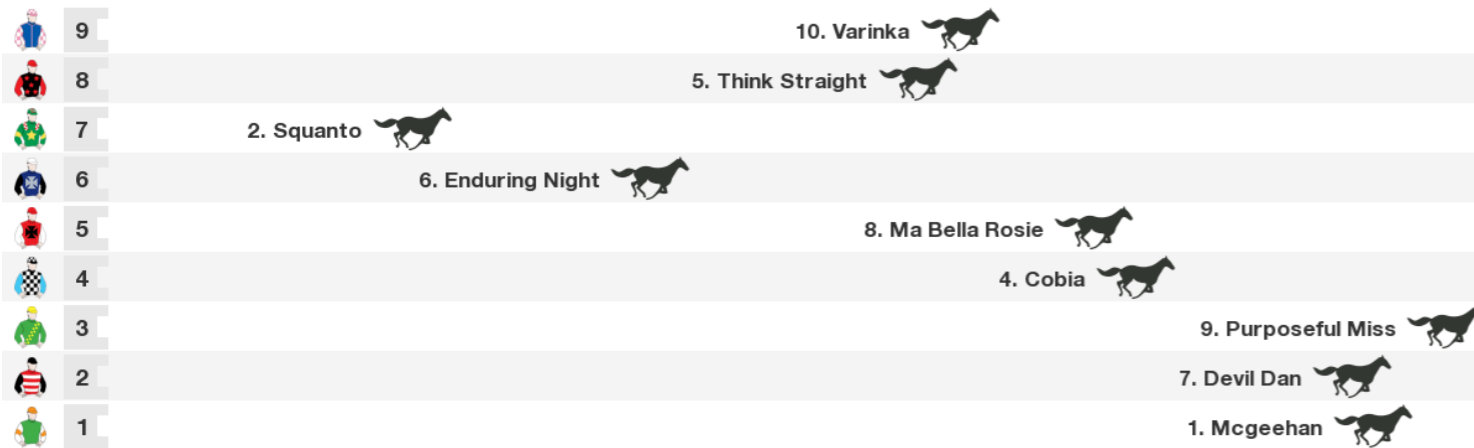 9 10. Varinka
8 5. Think Straight
7 2. Squanto
6 6. Enduring Night
5 8. Ma Bella Rosie
4 4. Cobia
3 9. Purposeful Miss
2 7. Devil Dan
1 1. Mcgeehan